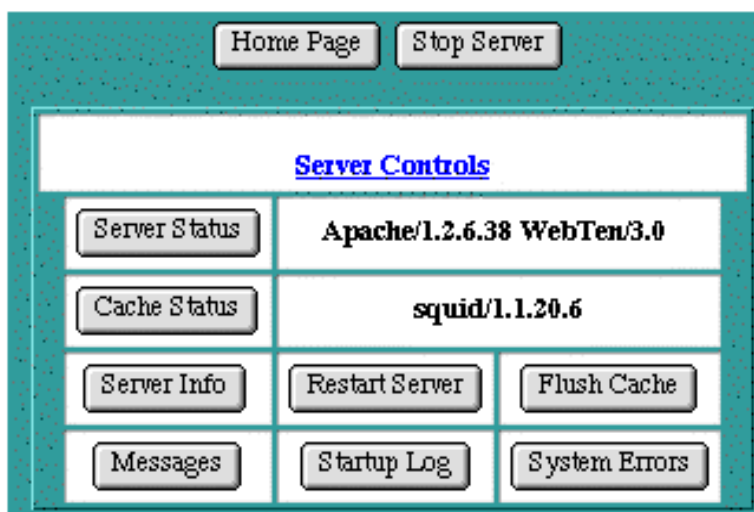 Home Page Stop Server
Server Controls
Server Status Apache/1.2.6.38 WebTen/3.0
Cache Status squid/1.1.20.6
Server Info Restart Server Flush Cache
Messages Startup Log System Errors